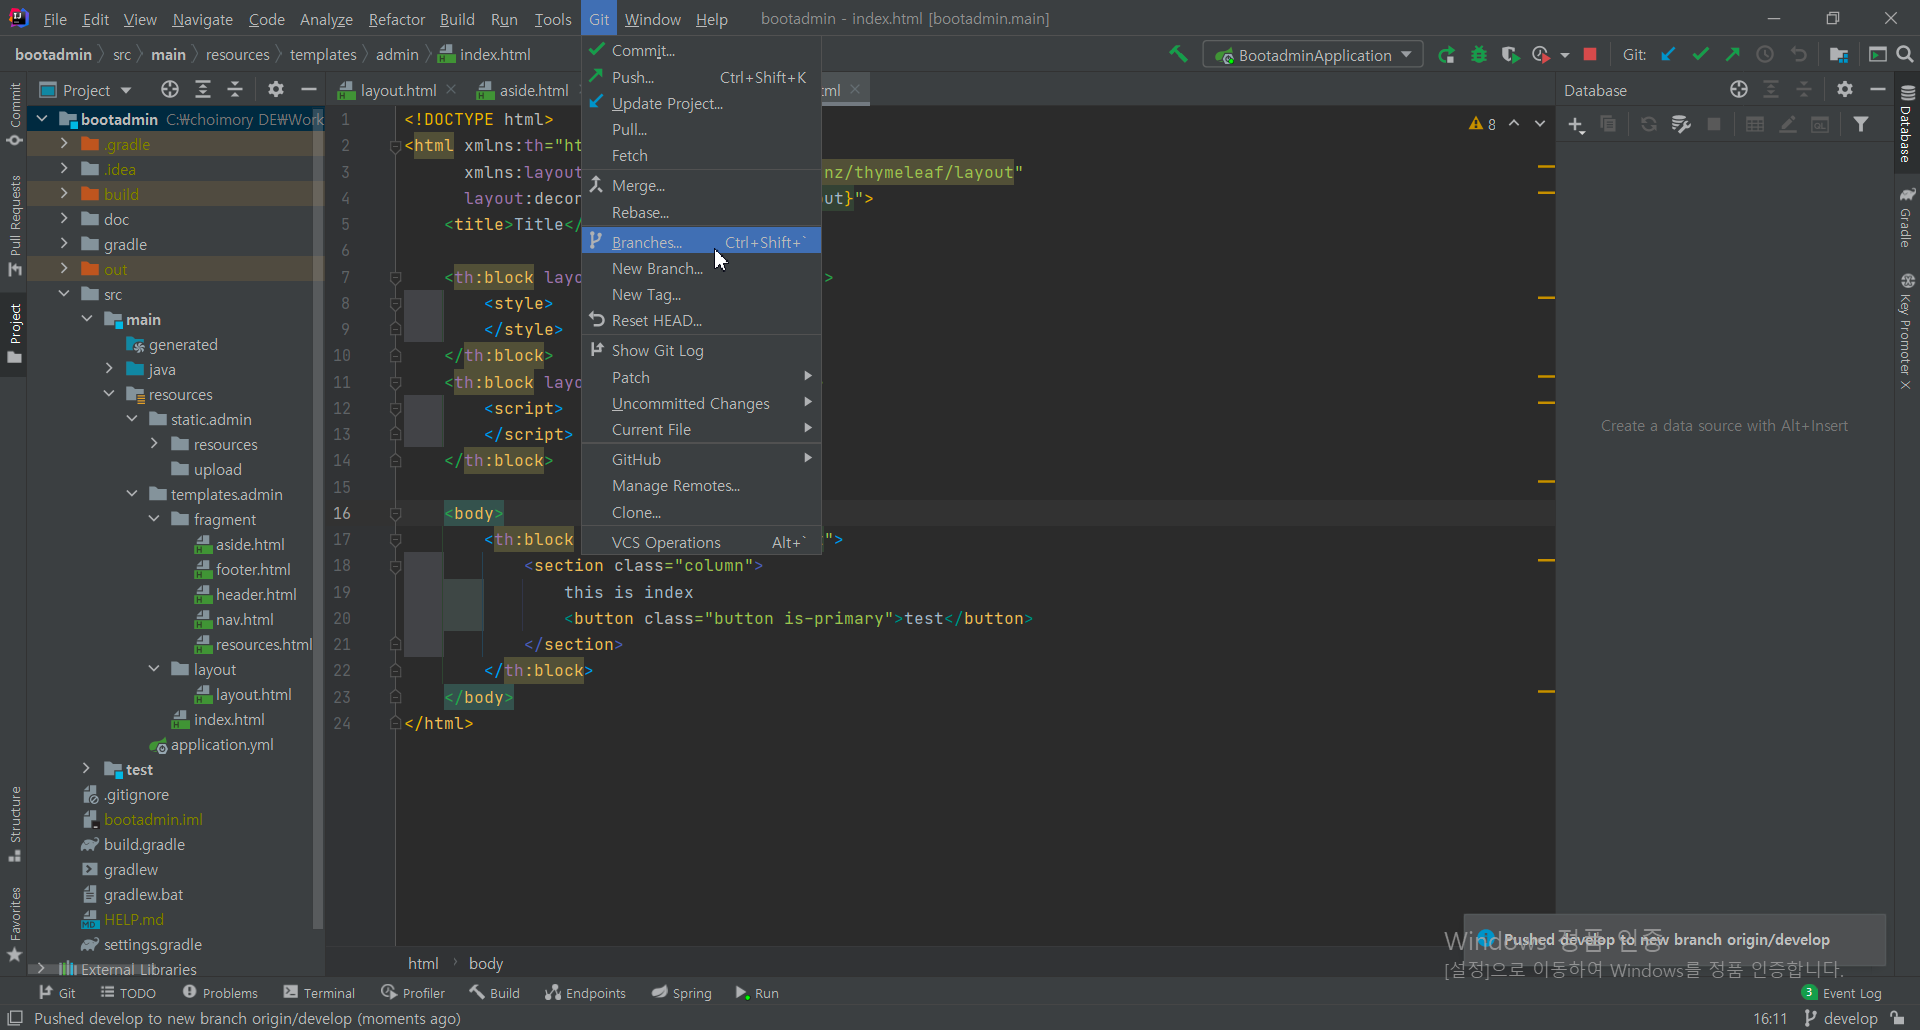 File Edit View Navigate Code Analyze Refactor Build Run Tools Git Window Help bootadmin - index.html [bootadmin.main]
bootadmin src main resources templates admin index.html
BootadminApplication Git:
Commit...
Push... Ctrl+Shift+K
Update Project...
Pull...
Fetch
Merge...
Rebase...
Branches... Ctrl+Shift+`
New Branch...
New Tag...
Reset HEAD...
Show Git Log
Patch
Uncommitted Changes
Current File
GitHub
Manage Remotes...
Clone...
VCS Operations Alt+`
Commit
Pull Requests
Project
Structure
Favorites
Project
bootadmin C:￦choimory DE￦Work
.gradle
.idea
build
doc
gradle
out
src
main
generated
java
resources
static.admin
resources
upload
templates.admin
fragment
aside.html
footer.html
header.html
nav.html
resources.html
layout
layout.html
index.html
application.yml
test
.gitignore
bootadmin.iml
build.gradle
gradlew
gradlew.bat
HELP.md
settings.gradle
External Libraries
layout.html aside.html ml
8
1 <!DOCTYPE html>
2 <html xmlns:th="ht
3 xmlns:layout nz/thymeleaf/layout"
4 layout:decor ut}">
5 <title>Title</
6
7 <th:block layo >
8 <style>
9 </style>
10 </th:block>
11 <th:block layo
12 <script>
13 </script>
14 </th:block>
15
16 <body>
17 <th:block ">
18 <section class="column">
19 this is index
20 <button class="button is-primary">test</button>
21 </section>
22 </th:block>
23 </body>
24 </html>
html body
Database
Create a data source with Alt+Insert
Database
Gradle
Key Promoter X
Windows 정품 인증
Pushed develop to new branch origin/develop
[설정]으로 이동하여 Windows를 정품 인증합니다.
Git TODO Problems Terminal Profiler Build Endpoints Spring Run 3 Event Log
Pushed develop to new branch origin/develop (moments ago) 16:11 develop